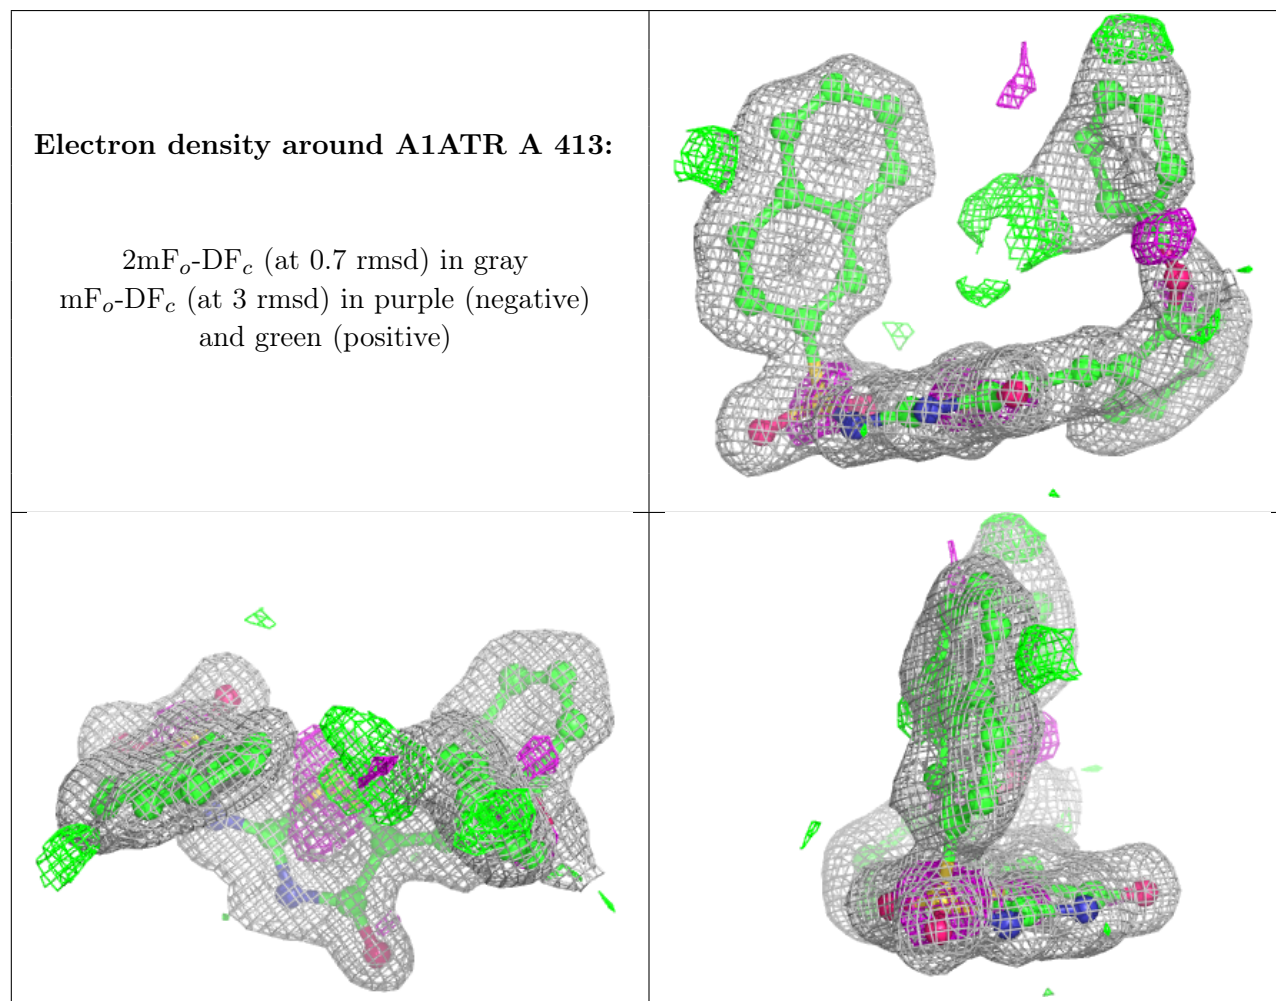 Electron density around A1ATR A 413:
2mFₒ-DF𝒸 (at 0.7 rmsd) in gray
mFₒ-DF𝒸 (at 3 rmsd) in purple (negative)
and green (positive)